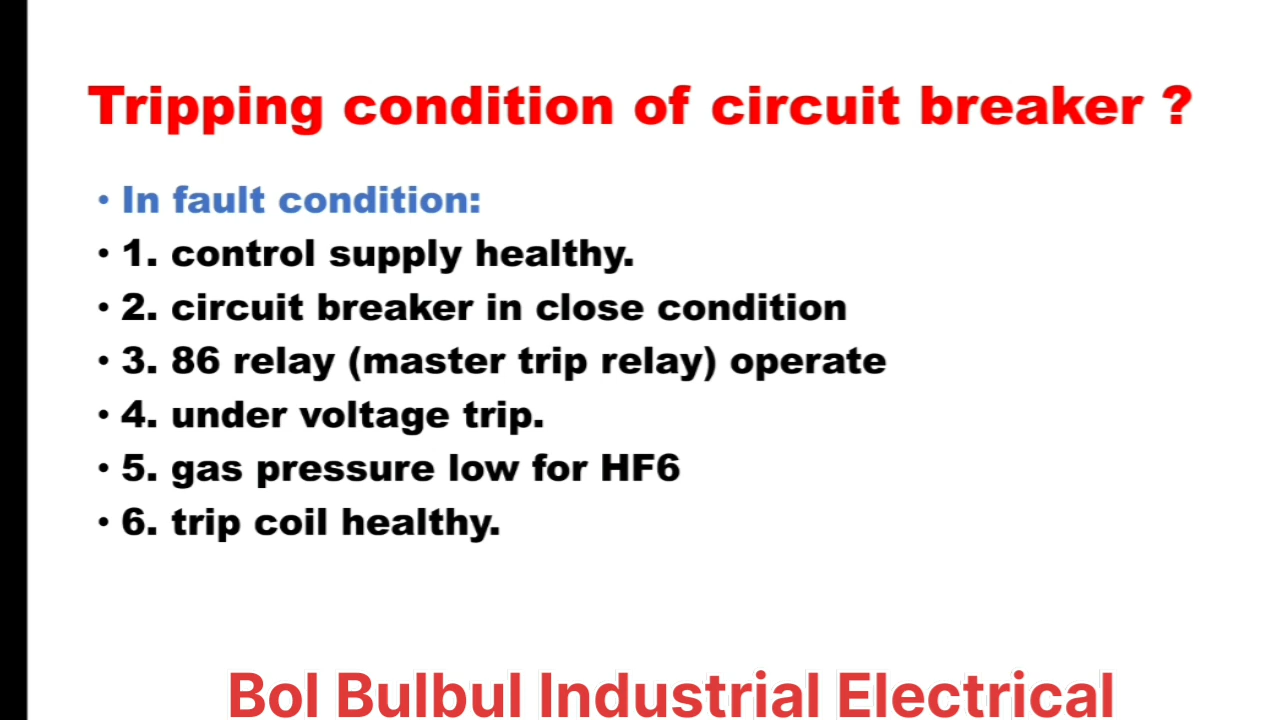 Tripping condition of circuit breaker ?
• In fault condition:
• 1. control supply healthy.
• 2. circuit breaker in close condition
• 3. 86 relay (master trip relay) operate
• 4. under voltage trip.
• 5. gas pressure low for HF6
• 6. trip coil healthy.
Bol Bulbul Industrial Electrical